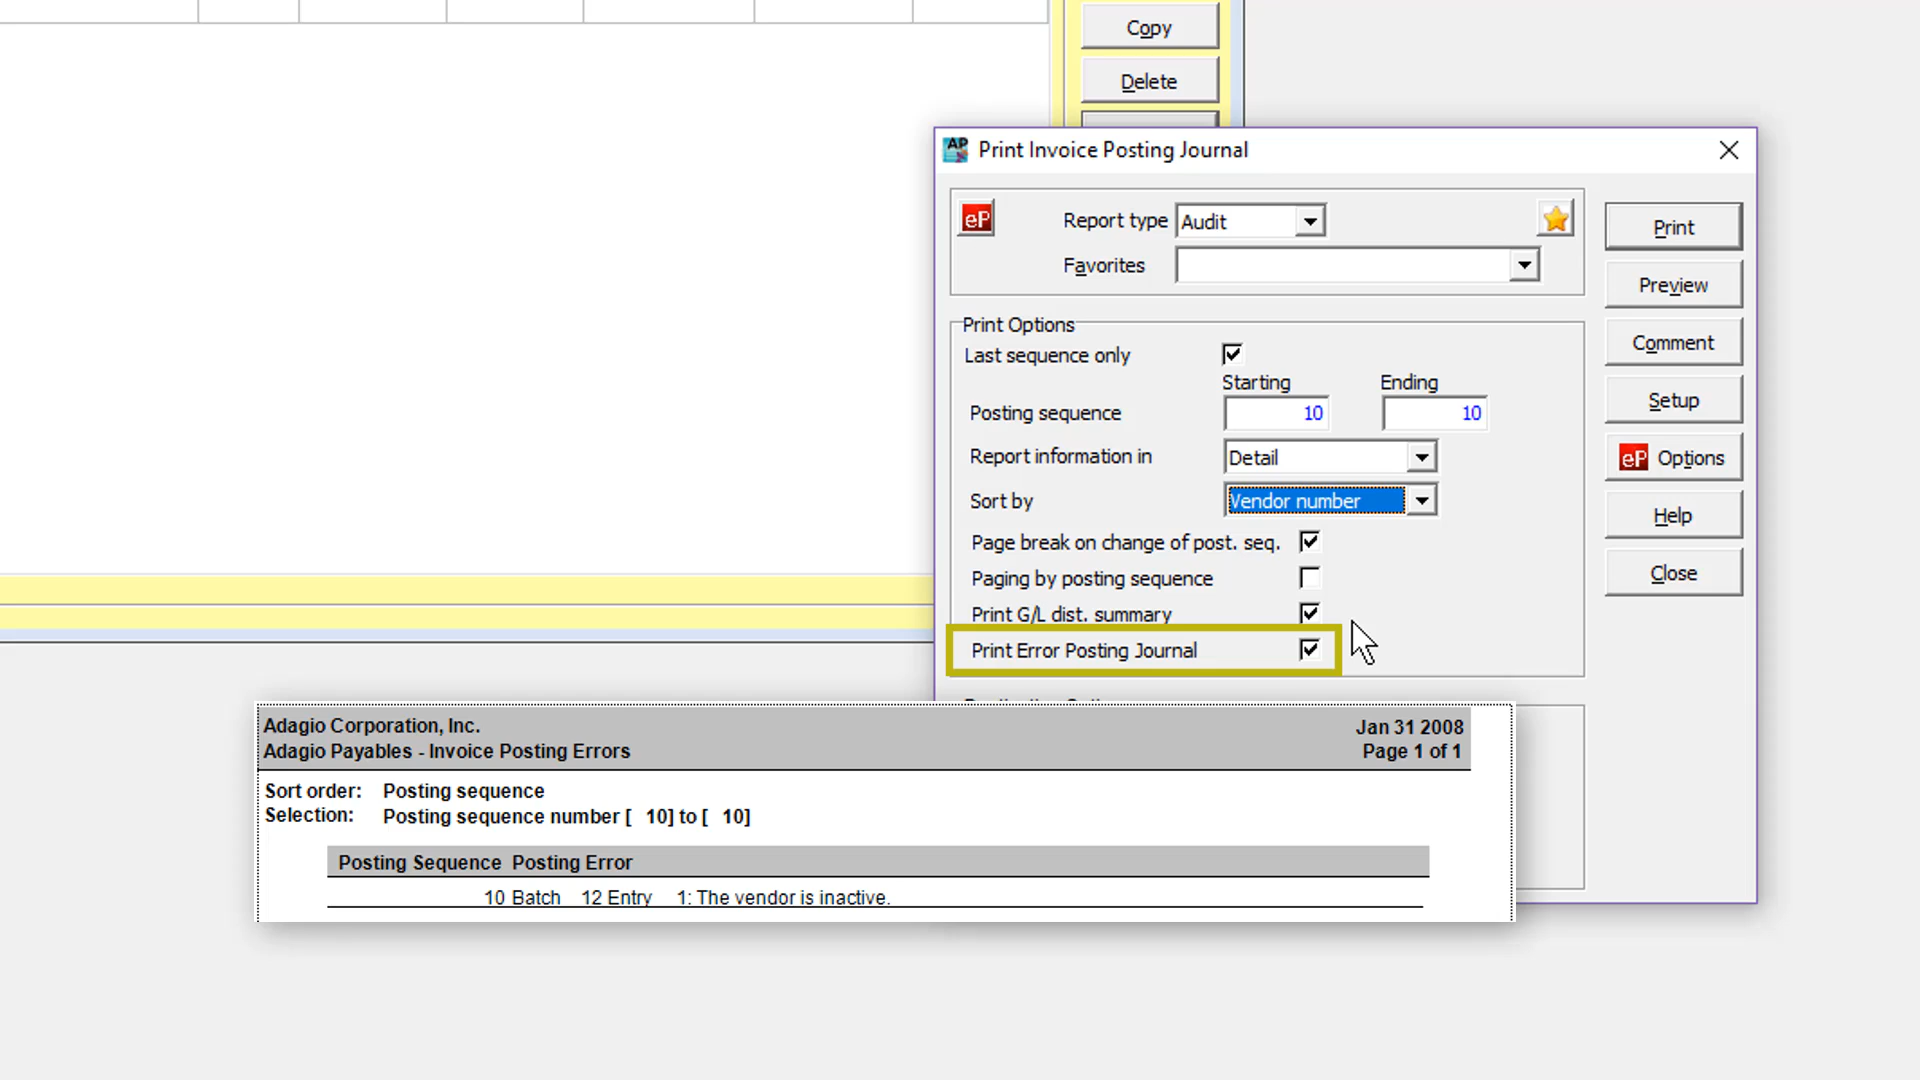 Copy
Delete
AP Print Invoice Posting Journal
eP Report type Audit
Favorites
Print
Preview
Comment
Setup
eP Options
Help
Close
Print Options
Last sequence only
Starting Ending
Posting sequence 10 10
Report information in Detail
Sort by Vendor number
Page break on change of post. seq.
Paging by posting sequence
Print G/L dist. summary
Print Error Posting Journal
Adagio Corporation, Inc. Jan 31 2008
Adagio Payables - Invoice Posting Errors Page 1 of 1
Sort order: Posting sequence
Selection: Posting sequence number [ 10] to [ 10]
Posting Sequence Posting Error
10 Batch 12 Entry 1: The vendor is inactive.